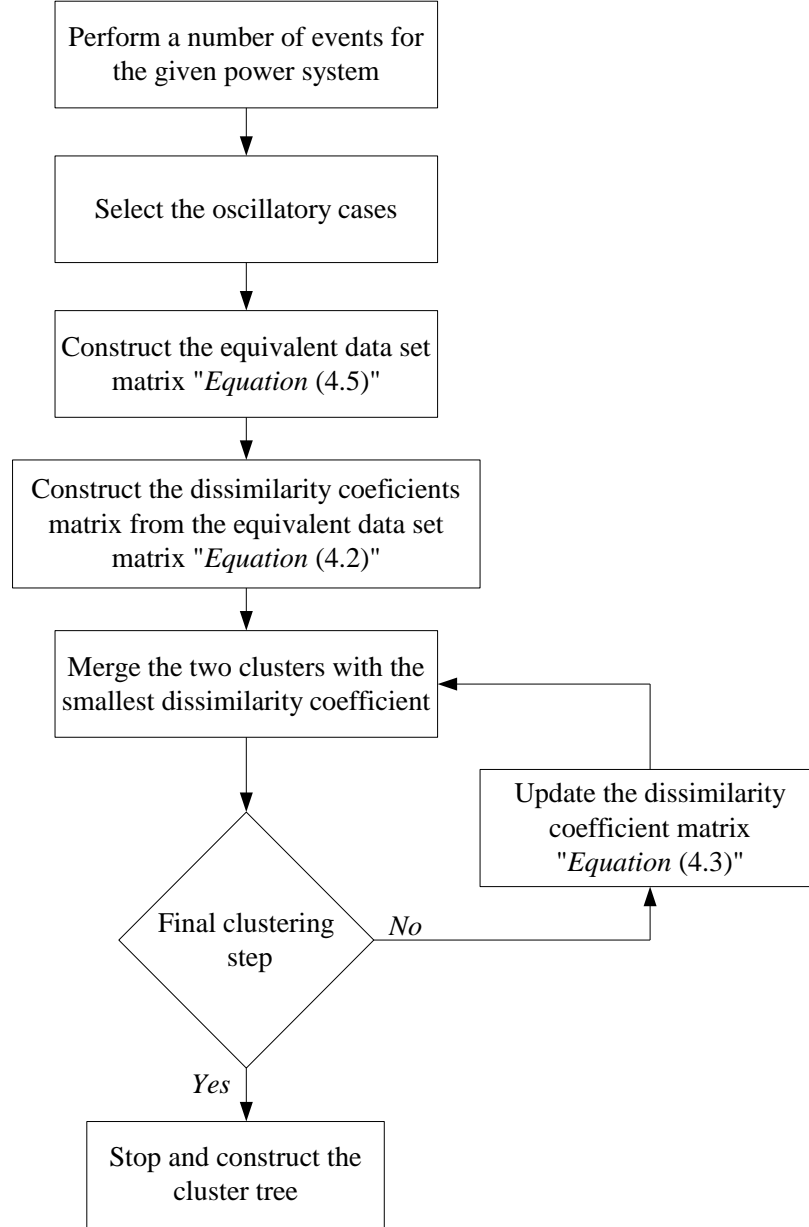 Perform a number of events for
the given power system
Select the oscillatory cases
Construct the equivalent data set
matrix "Equation (4.5)"
Construct the dissimilarity coeficients
matrix from the equivalent data set
matrix "Equation (4.2)"
Merge the two clusters with the
smallest dissimilarity coefficient
Update the dissimilarity
coefficient matrix
"Equation (4.3)"
Final clustering
step
No
Yes
Stop and construct the
cluster tree